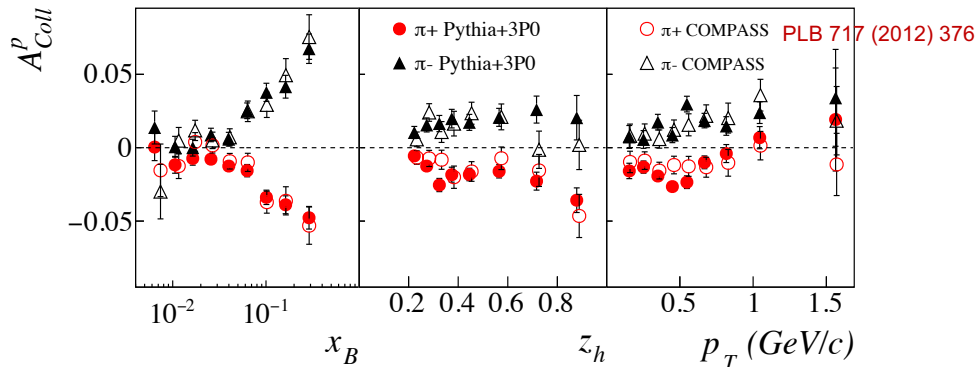 A^p_Coll
0.05
0
−0.05
π+ Pythia+3P0
π- Pythia+3P0
π+ COMPASS
π- COMPASS
PLB 717 (2012) 376
10^−2 10^−1
0.2 0.4 0.6 0.8
0.5 1 1.5
x_B
z_h
p_T (GeV/c)